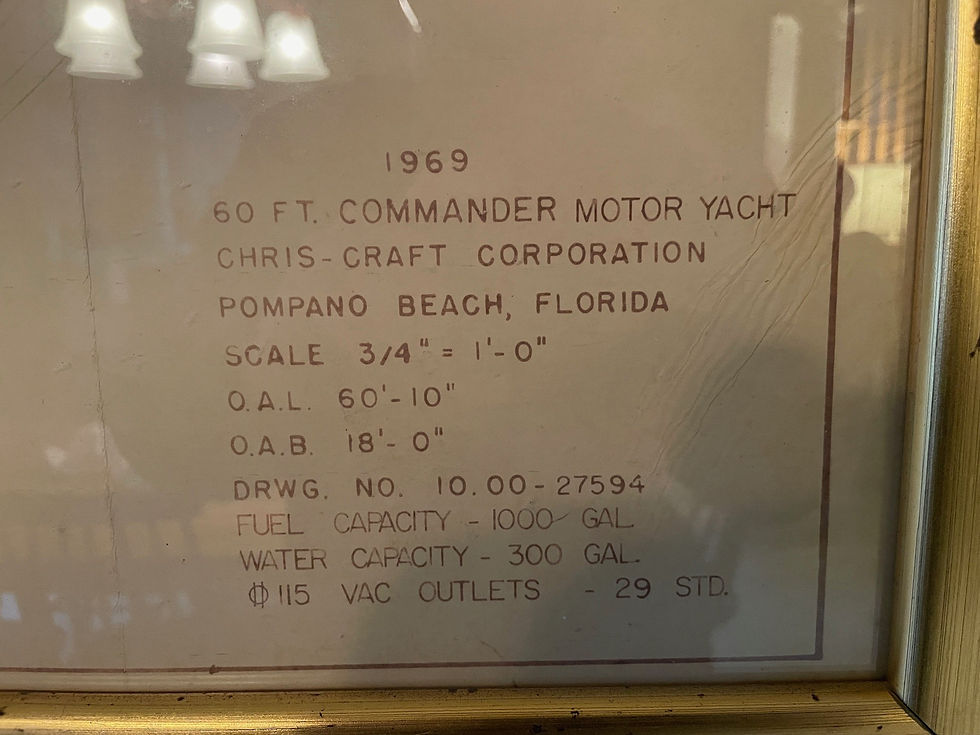 1969
60 FT. COMMANDER MOTOR YACHT
CHRIS-CRAFT CORPORATION
POMPANO BEACH, FLORIDA
SCALE 3/4" = 1'-0"
O.A.L. 60'-10"
O.A.B. 18'-0"
DRWG. NO. 10.00-27594
FUEL CAPACITY - 1000 GAL
WATER CAPACITY - 300 GAL.
⌽ 115 VAC OUTLETS - 29 STD.